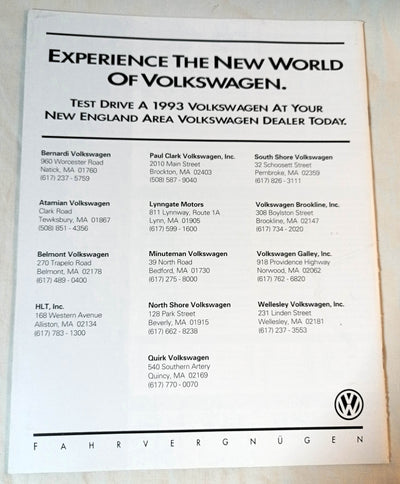 EXPERIENCE THE NEW WORLD
OF VOLKSWAGEN.
TEST DRIVE A 1993 VOLKSWAGEN AT YOUR
NEW ENGLAND AREA VOLKSWAGEN DEALER TODAY.
Bernardi Volkswagen
960 Worcester Road
Natick, MA 01760
(617) 237 - 5759
Atamian Volkswagen
Clark Road
Tewksbury, MA 01867
(508) 851 - 4356
Belmont Volkswagen
270 Trapelo Road
Belmont, MA 02178
(617) 489 - 0400
HLT, Inc.
168 Western Avenue
Allston, MA 02134
(617) 783 - 1300
Paul Clark Volkswagen, Inc.
2010 Main Street
Brockton, MA 02403
(508) 587 - 9040
Lynngate Motors
811 Lynnway, Route 1A
Lynn, MA 01905
(617) 599 - 1600
Minuteman Volkswagen
39 North Road
Bedford, MA 01730
(617) 275 - 8000
North Shore Volkswagen
128 Park Street
Beverly, MA 01915
(617) 662 - 8238
Quirk Volkswagen
540 Southern Artery
Quincy, MA 02169
(617) 770 - 0070
South Shore Volkswagen
32 Schoosett Street
Pembroke, MA 02359
(617) 826 - 3111
Volkswagen Brookline, Inc.
308 Boylston Street
Brookline, MA 02147
(617) 734 - 2020
Volkswagen Galley, Inc.
918 Providence Highway
Norwood, MA 02062
(617) 762 - 6820
Wellesley Volkswagen, Inc.
231 Linden Street
Wellesley, MA 02181
(617) 237 - 3553
VW
FAHRVERGNÜGEN